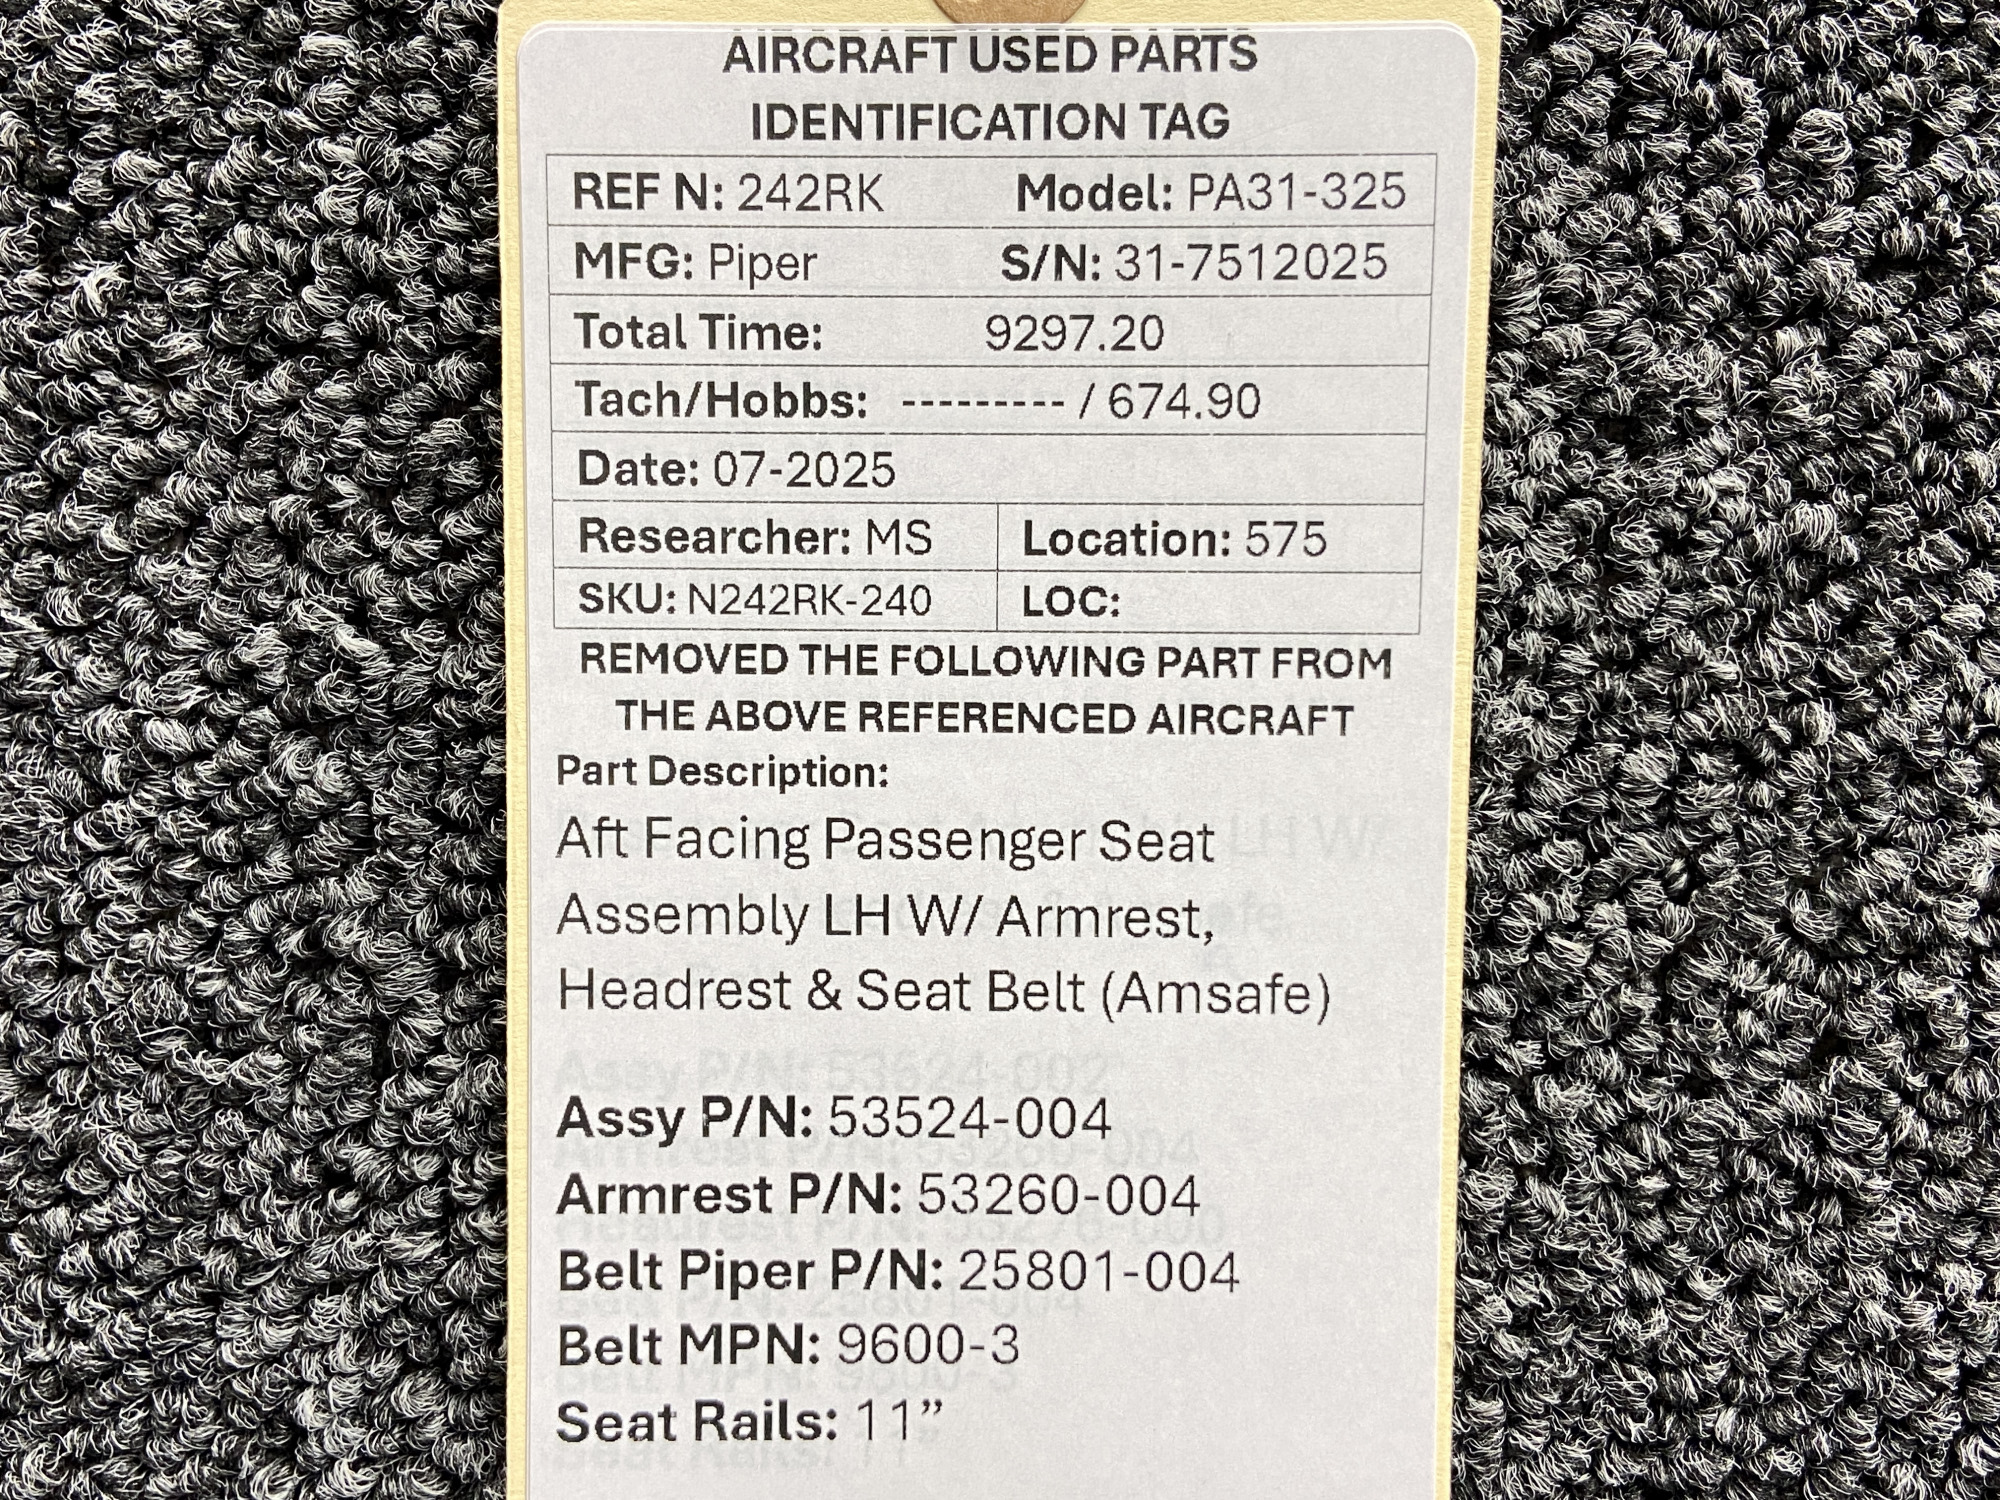 AIRCRAFT USED PARTS
IDENTIFICATION TAG
REF N: 242RK Model: PA31-325
MFG: Piper S/N: 31-7512025
Total Time: 9297.20
Tach/Hobbs: --------- / 674.90
Date: 07-2025
Researcher: MS Location: 575
SKU: N242RK-240 LOC:
REMOVED THE FOLLOWING PART FROM
THE ABOVE REFERENCED AIRCRAFT
Part Description:
Aft Facing Passenger Seat
Assembly LH W/ Armrest,
Headrest & Seat Belt (Amsafe)
Assy P/N: 53524-004
Armrest P/N: 53260-004
Belt Piper P/N: 25801-004
Belt MPN: 9600-3
Seat Rails: 11”